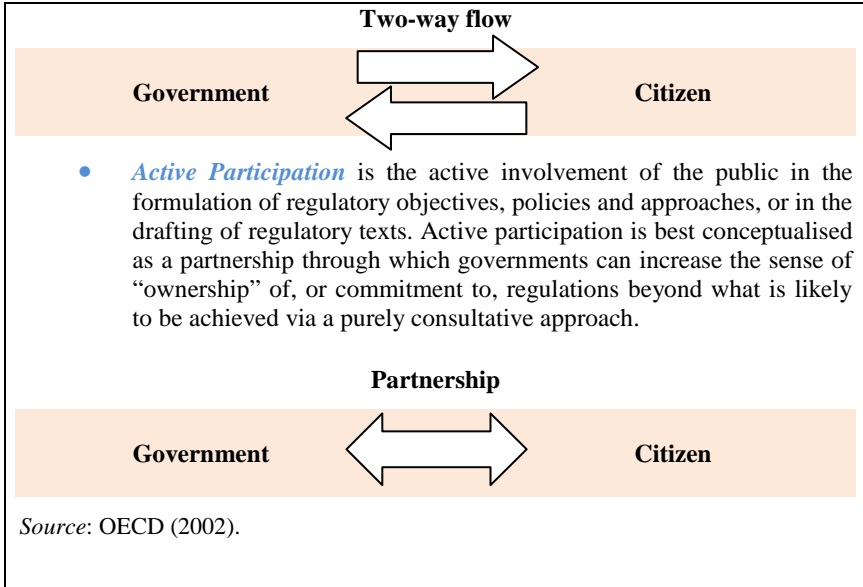 Two-way flow
Government Citizen
• Active Participation is the active involvement of the public in the
formulation of regulatory objectives, policies and approaches, or in the
drafting of regulatory texts. Active participation is best conceptualised
as a partnership through which governments can increase the sense of
“ownership” of, or commitment to, regulations beyond what is likely
to be achieved via a purely consultative approach.
Partnership
Government Citizen
Source: OECD (2002).